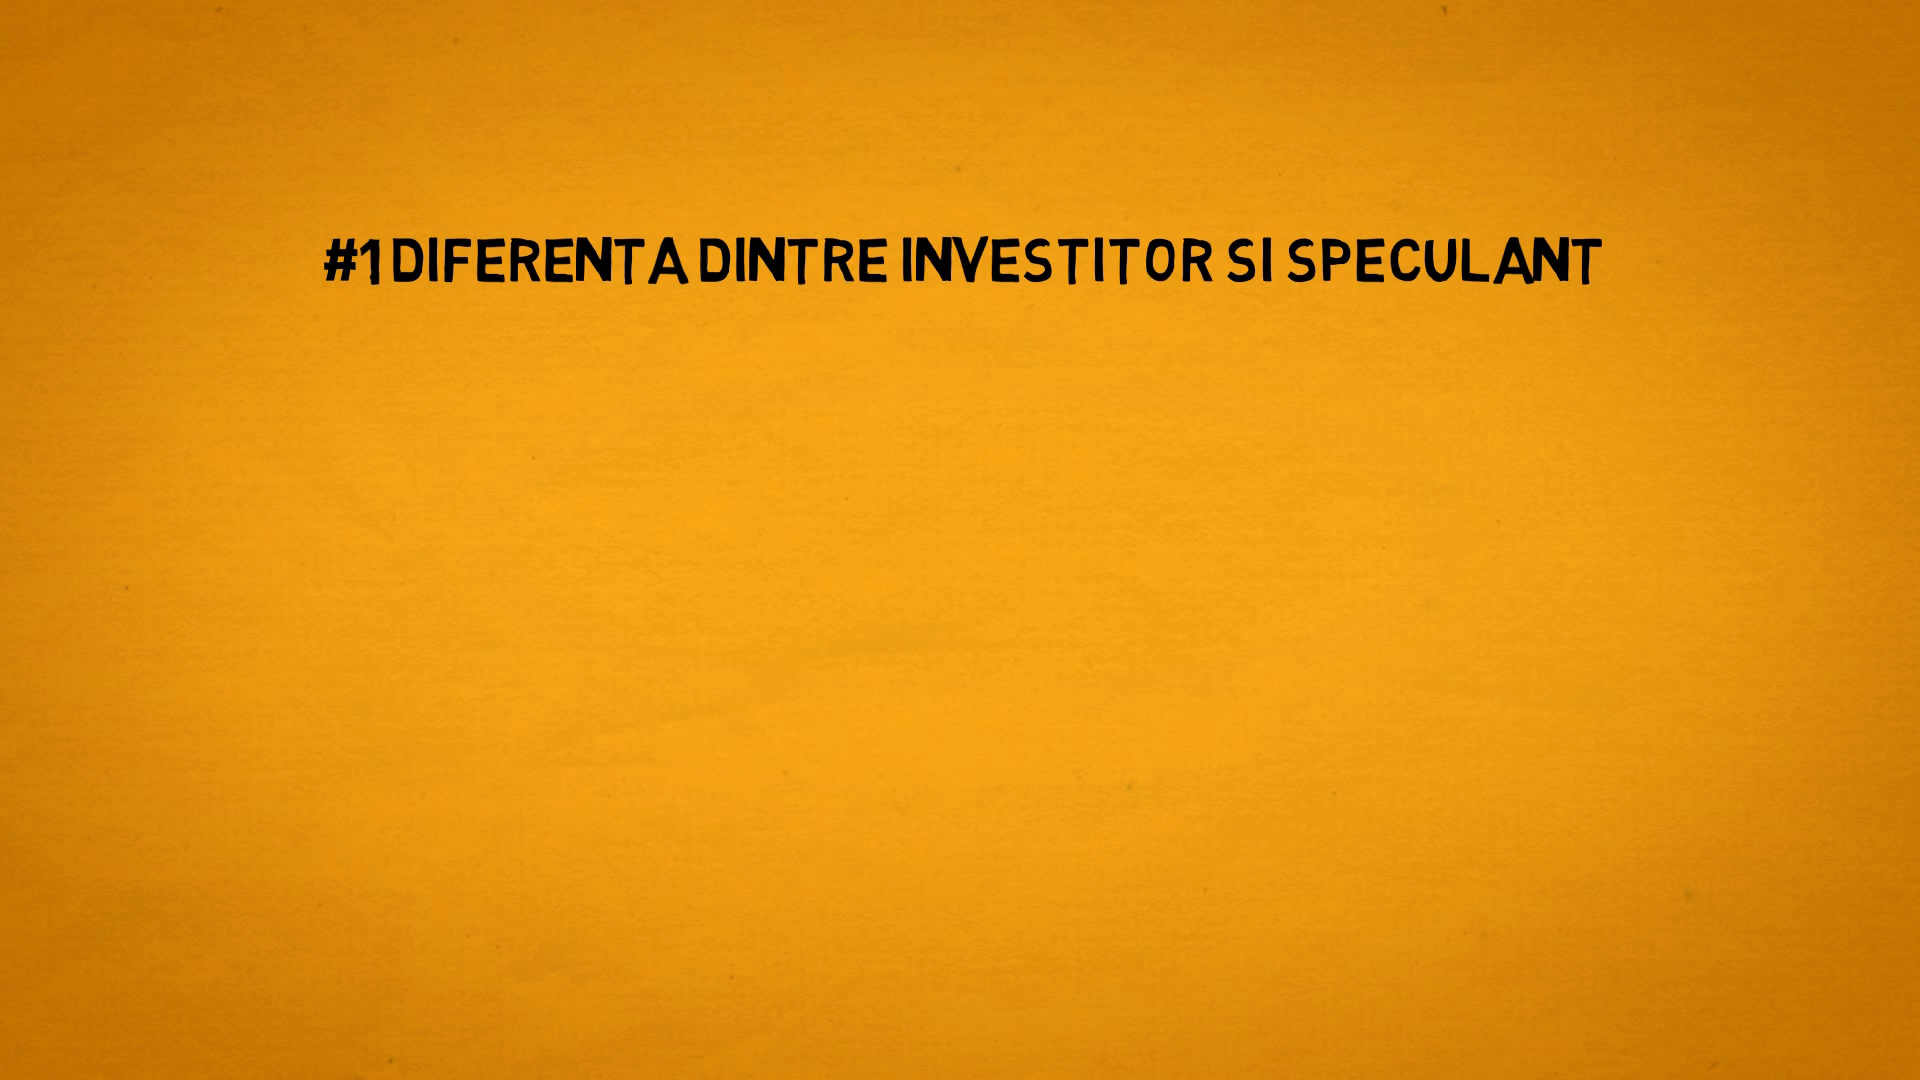 #1 DIFERENTA DINTRE INVESTITOR SI SPECULANT